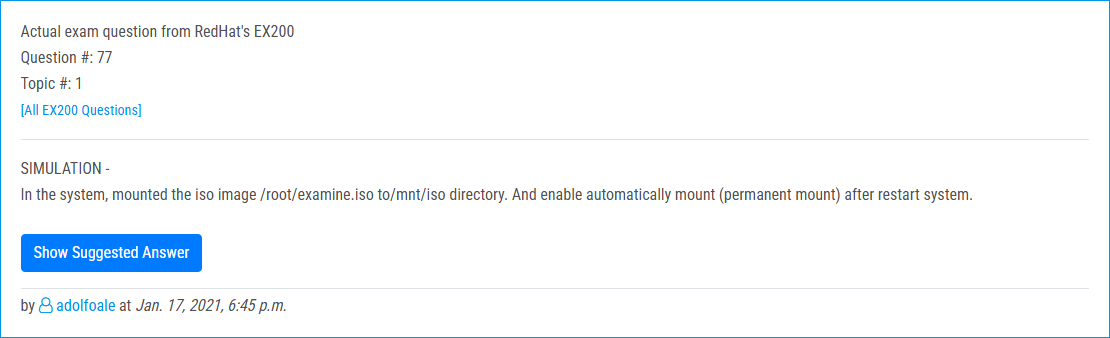 Actual exam question from RedHat's EX200
Question #: 77
Topic #: 1
[All EX200 Questions]
SIMULATION -
In the system, mounted the iso image /root/examine.iso to/mnt/iso directory. And enable automatically mount (permanent mount) after restart system.
Show Suggested Answer
by adolfoale at Jan. 17, 2021, 6:45 p.m.